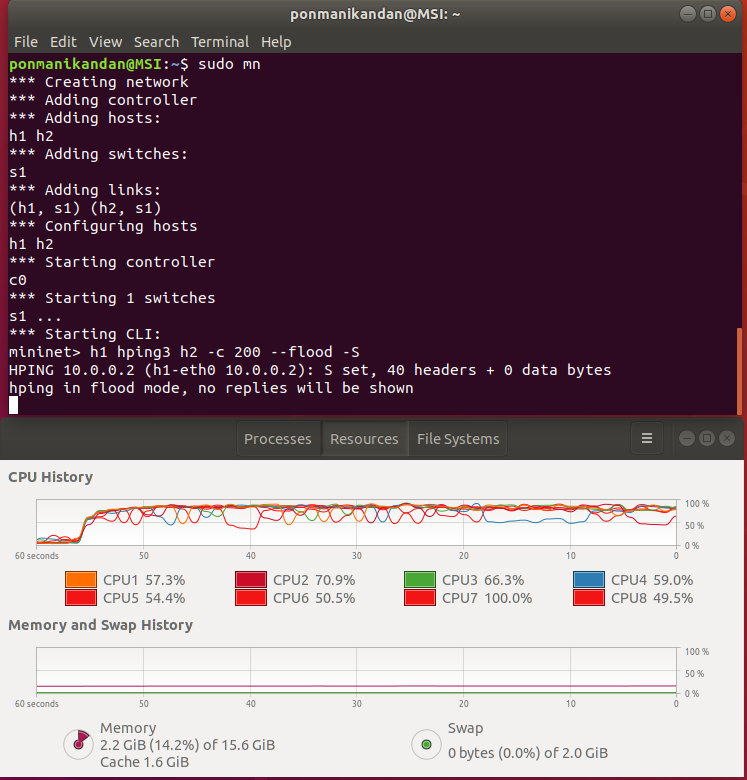 ponmanikandan@MSI: ~
File Edit View Search Terminal Help
ponmanikandan@MSI:~$ sudo mn
*** Creating network
*** Adding controller
*** Adding hosts:
h1 h2
*** Adding switches:
s1
*** Adding links:
(h1, s1) (h2, s1)
*** Configuring hosts
h1 h2
*** Starting controller
c0
*** Starting 1 switches
s1 ...
*** Starting CLI:
mininet> h1 hping3 h2 -c 200 --flood -S
HPING 10.0.0.2 (h1-eth0 10.0.0.2): S set, 40 headers + 0 data bytes
hping in flood mode, no replies will be shown
Processes Resources File Systems
CPU History
100 %
50 %
0 %
60 seconds 50 40 30 20 10 0
CPU1 57.3% CPU2 70.9% CPU3 66.3% CPU4 59.0%
CPU5 54.4% CPU6 50.5% CPU7 100.0% CPU8 49.5%
Memory and Swap History
100 %
50 %
0 %
60 seconds 50 40 30 20 10 0
Memory
2.2 GiB (14.2%) of 15.6 GiB
Cache 1.6 GiB
Swap
0 bytes (0.0%) of 2.0 GiB